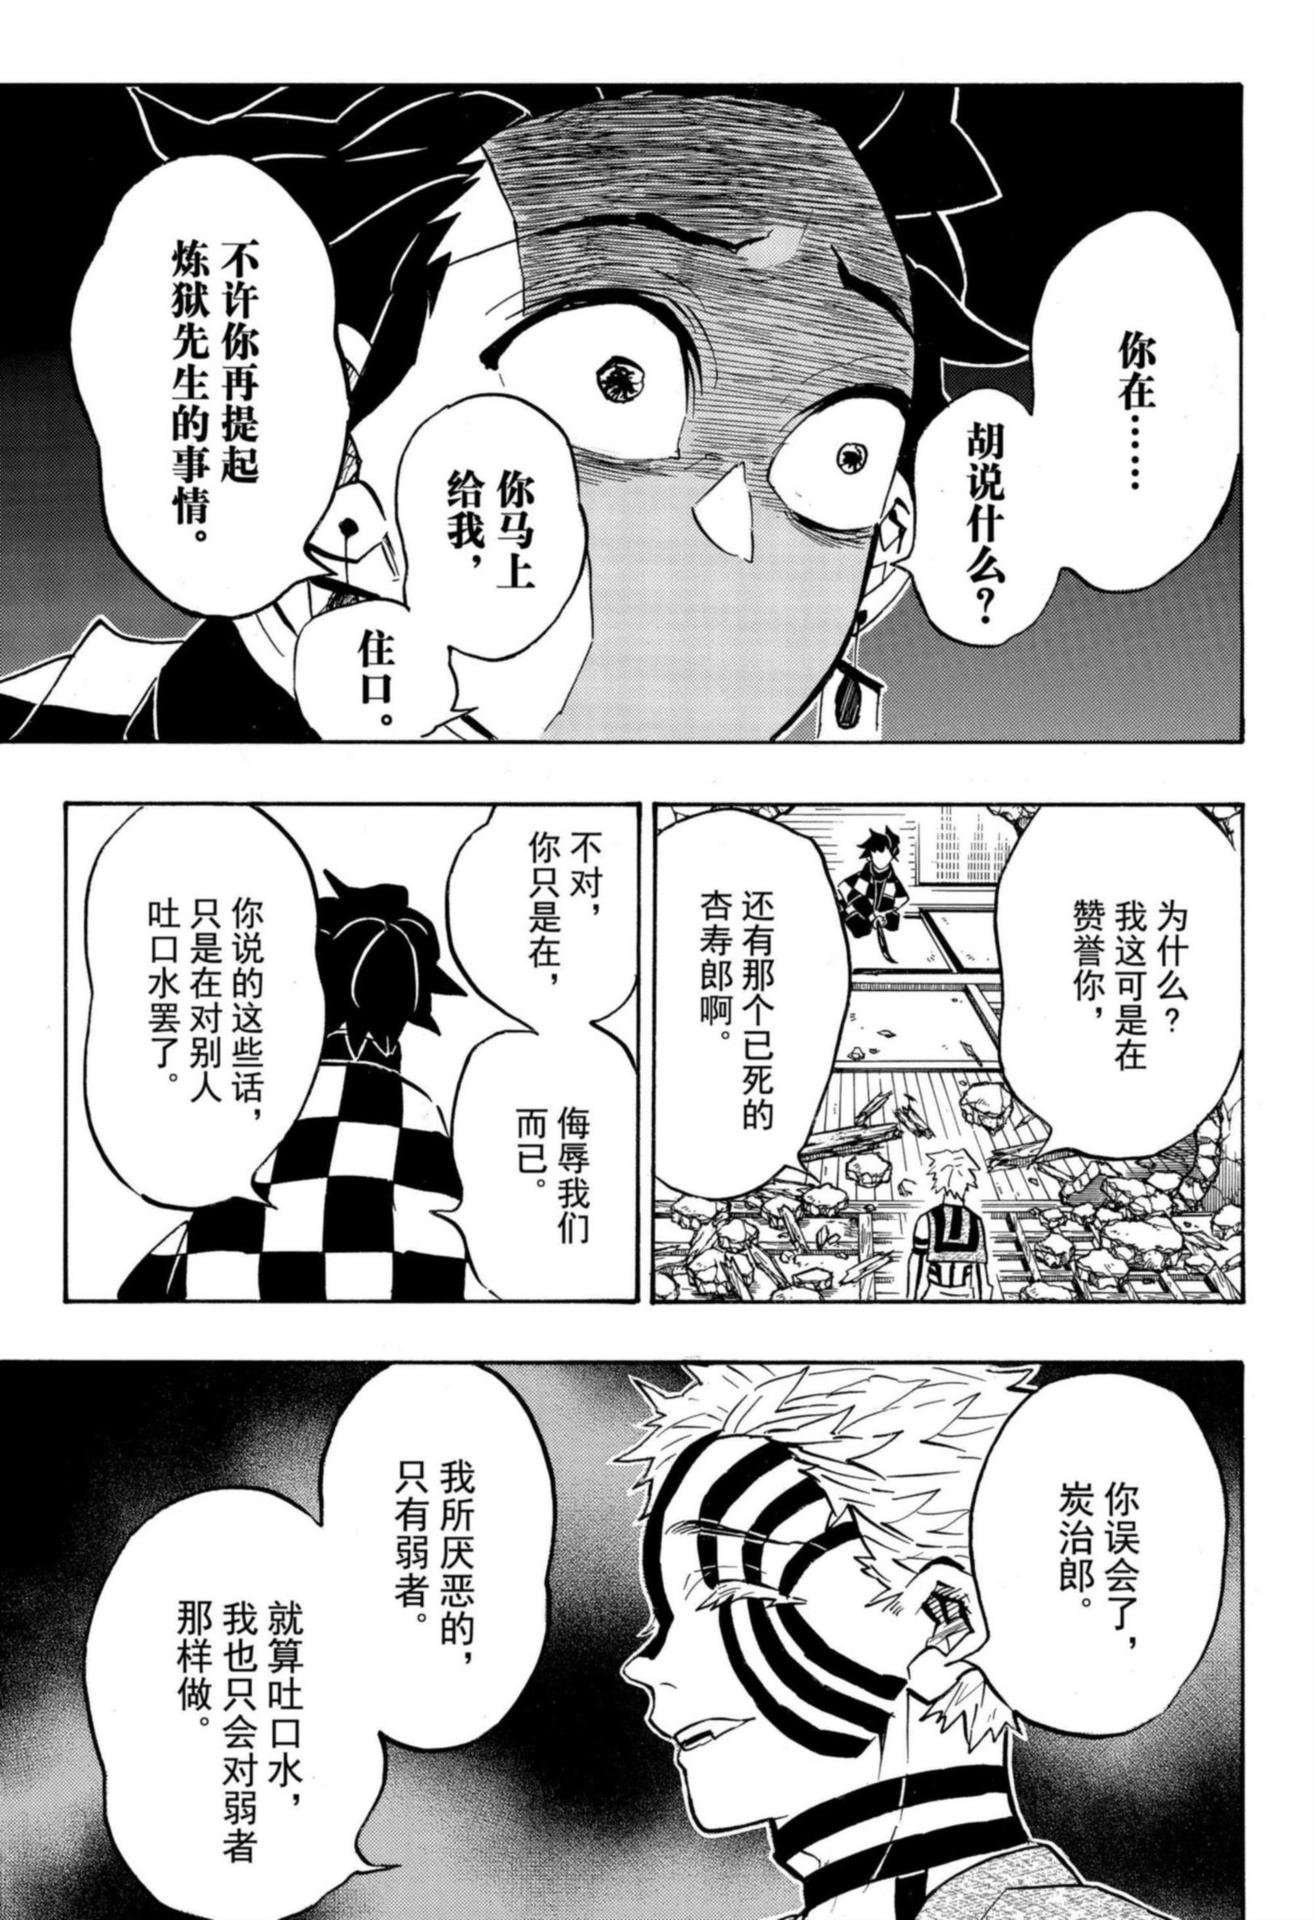 你在……
胡说什么？
你马上
给我，
住口。
不许你再提起
炼狱先生的事情。
为什么？
我这可是在
赞誉你，
还有那个已死的
杏寿郎啊。
不对，
你只是在，
侮辱我们
而已。
你说的这些话，
只是在对别人
吐口水罢了。
你误会了，
炭治郎。
我所厌恶的，
只有弱者。
就算吐口水，
我也只会对弱者
那样做。